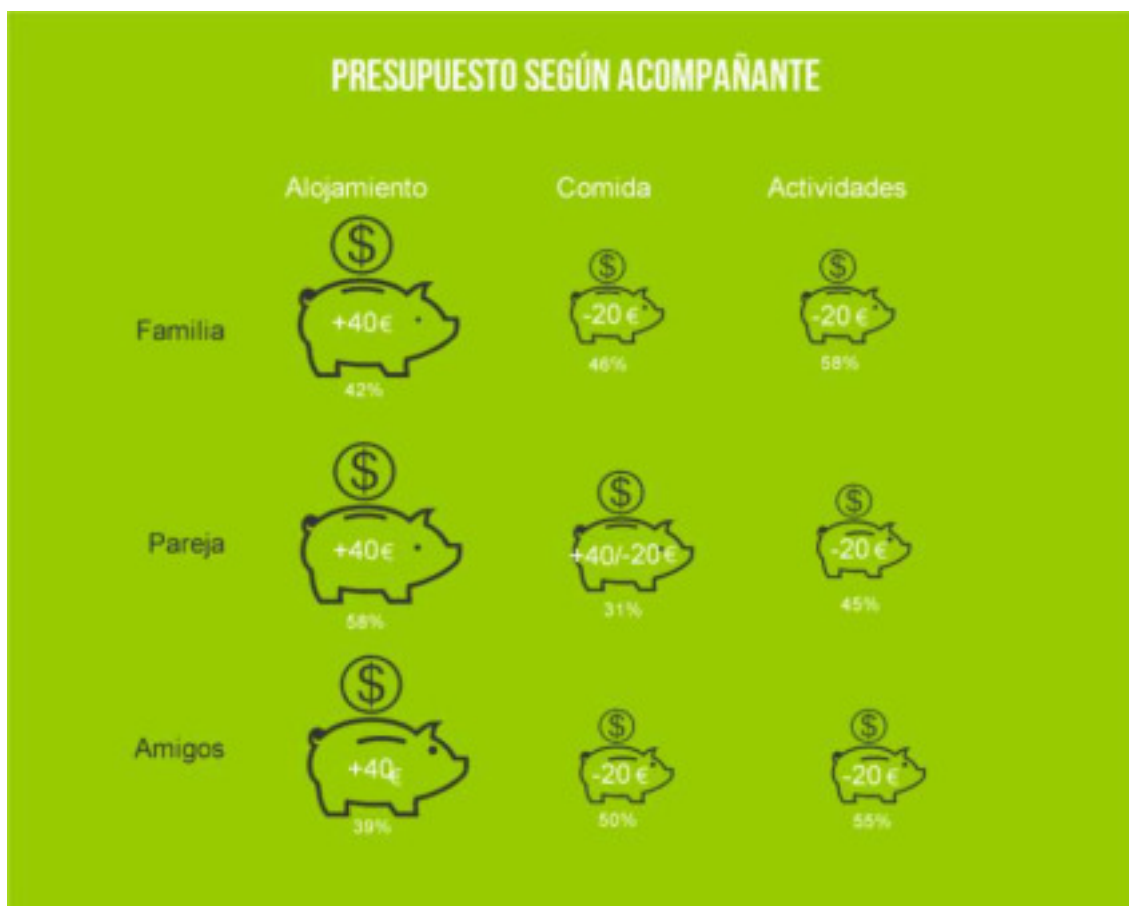 PRESUPUESTO SEGÚN ACOMPAÑANTE
Alojamiento Comida Actividades
$ $ $
Familia +40€ -20€ -20€
42% 46% 58%
$ $ $
Pareja +40€ +40/-20€ -20€
58% 31% 45%
$ $ $
Amigos +40€ -20€ -20€
39% 50% 55%